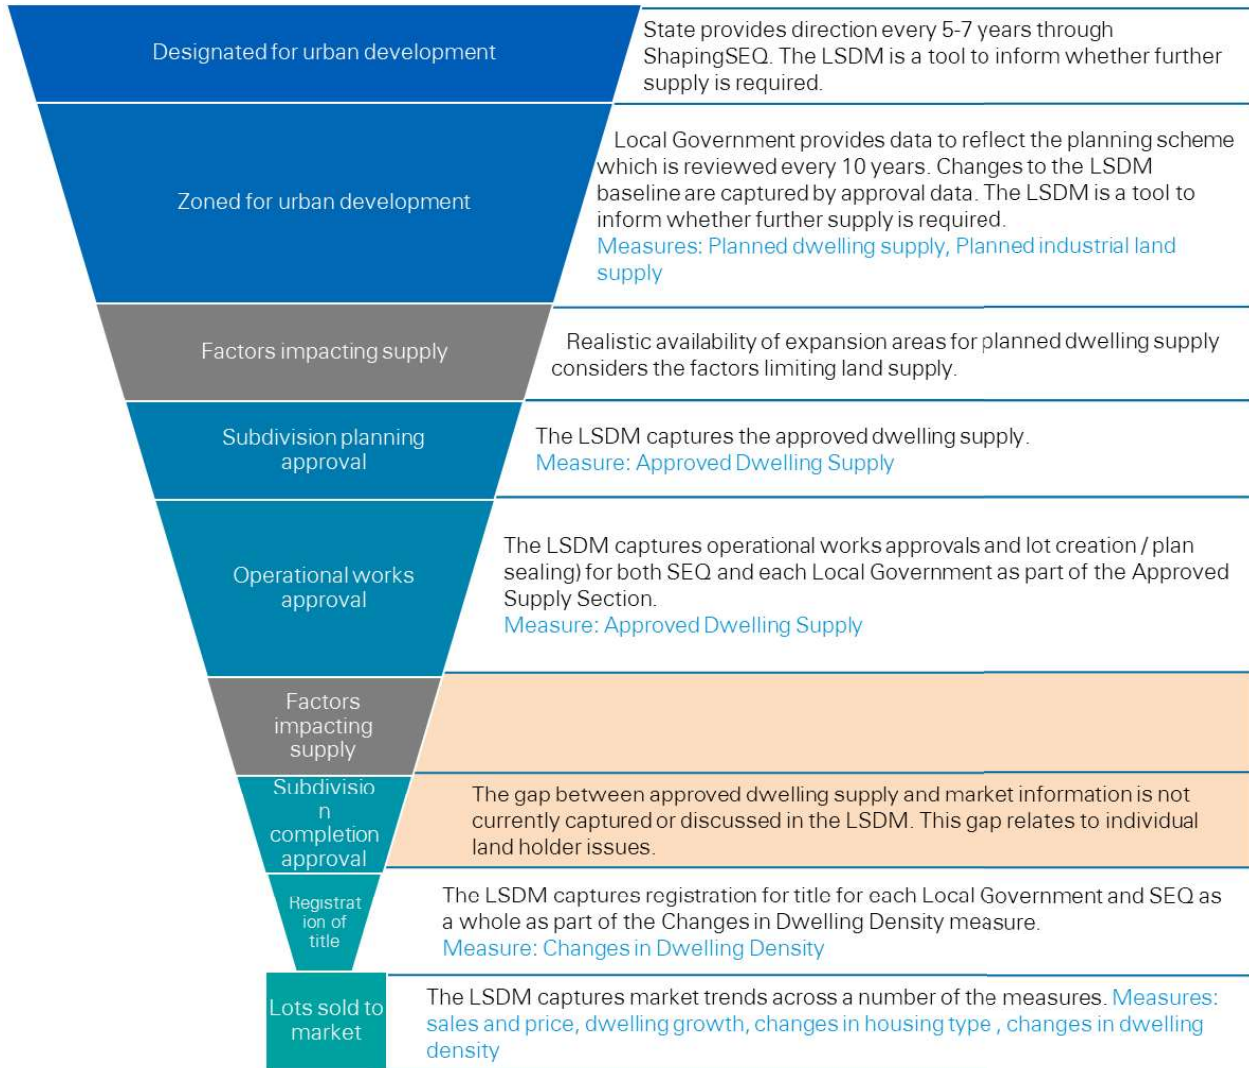 Designated for urban development
State provides direction every 5-7 years through
ShapingSEQ. The LSDM is a tool to inform whether further
supply is required.
Zoned for urban development
Local Government provides data to reflect the planning scheme
which is reviewed every 10 years. Changes to the LSDM
baseline are captured by approval data. The LSDM is a tool to
inform whether further supply is required.
Measures: Planned dwelling supply, Planned industrial land
supply
Factors impacting supply
Realistic availability of expansion areas for planned dwelling supply
considers the factors limiting land supply.
Subdivision planning
approval
The LSDM captures the approved dwelling supply.
Measure: Approved Dwelling Supply
Operational works
approval
The LSDM captures operational works approvals and lot creation / plan
sealing) for both SEQ and each Local Government as part of the Approved
Supply Section.
Measure: Approved Dwelling Supply
Factors
impacting
supply
Subdivisio
n
completion
approval
The gap between approved dwelling supply and market information is not
currently captured or discussed in the LSDM. This gap relates to individual
land holder issues.
Registrat
ion of
title
The LSDM captures registration for title for each Local Government and SEQ as
a whole as part of the Changes in Dwelling Density measure.
Measure: Changes in Dwelling Density
Lots sold to
market
The LSDM captures market trends across a number of the measures. Measures:
sales and price, dwelling growth, changes in housing type , changes in dwelling
density